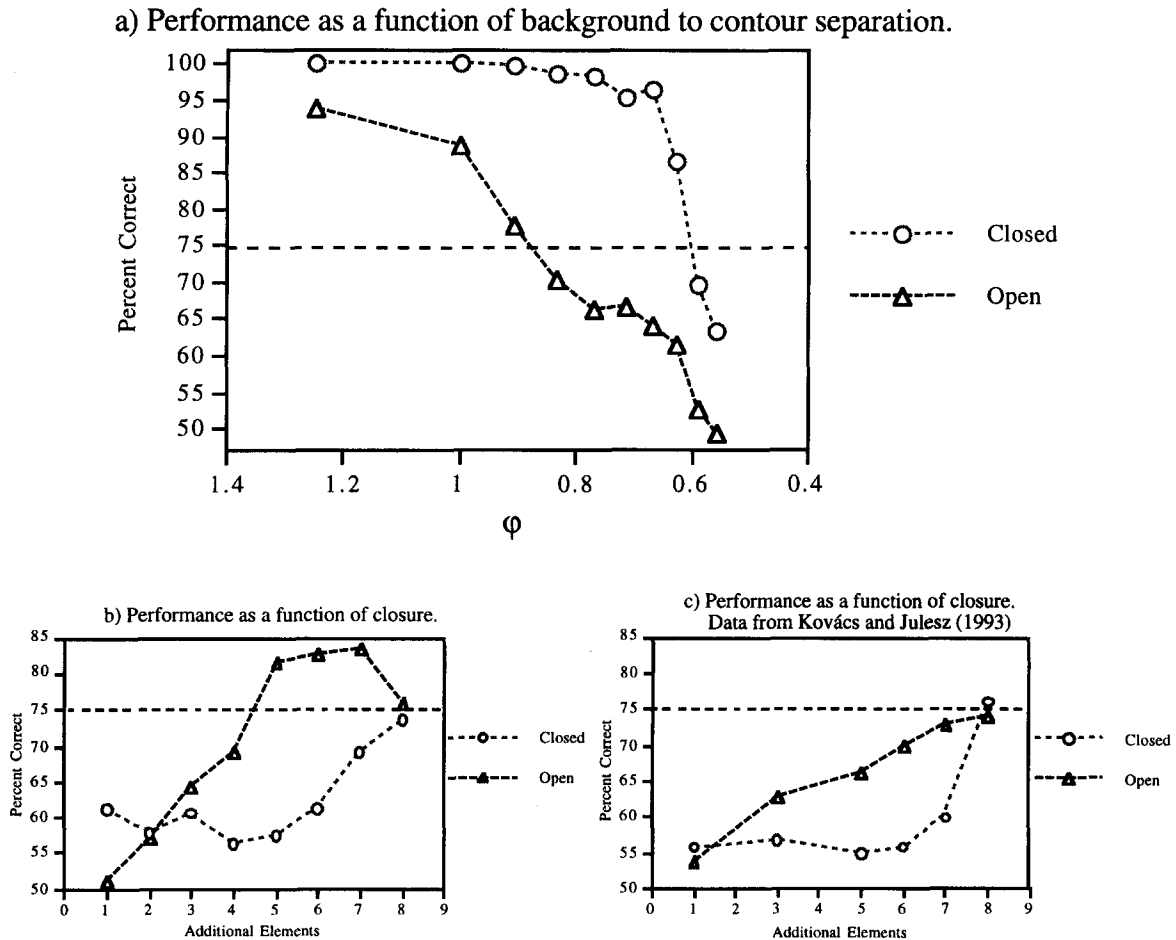 a) Performance as a function of background to contour separation.
100
95
90
85
80
75
70
65
60
55
50
Percent Correct
1.4 1.2 1 0.8 0.6 0.4
φ
Closed
Open
b) Performance as a function of closure.
85
80
75
70
65
60
55
50
Percent Correct
0 1 2 3 4 5 6 7 8 9
Additional Elements
Closed
Open
c) Performance as a function of closure.
Data from Kovács and Julesz (1993)
85
80
75
70
65
60
55
50
Percent Correct
0 1 2 3 4 5 6 7 8 9
Additional Elements
Closed
Open